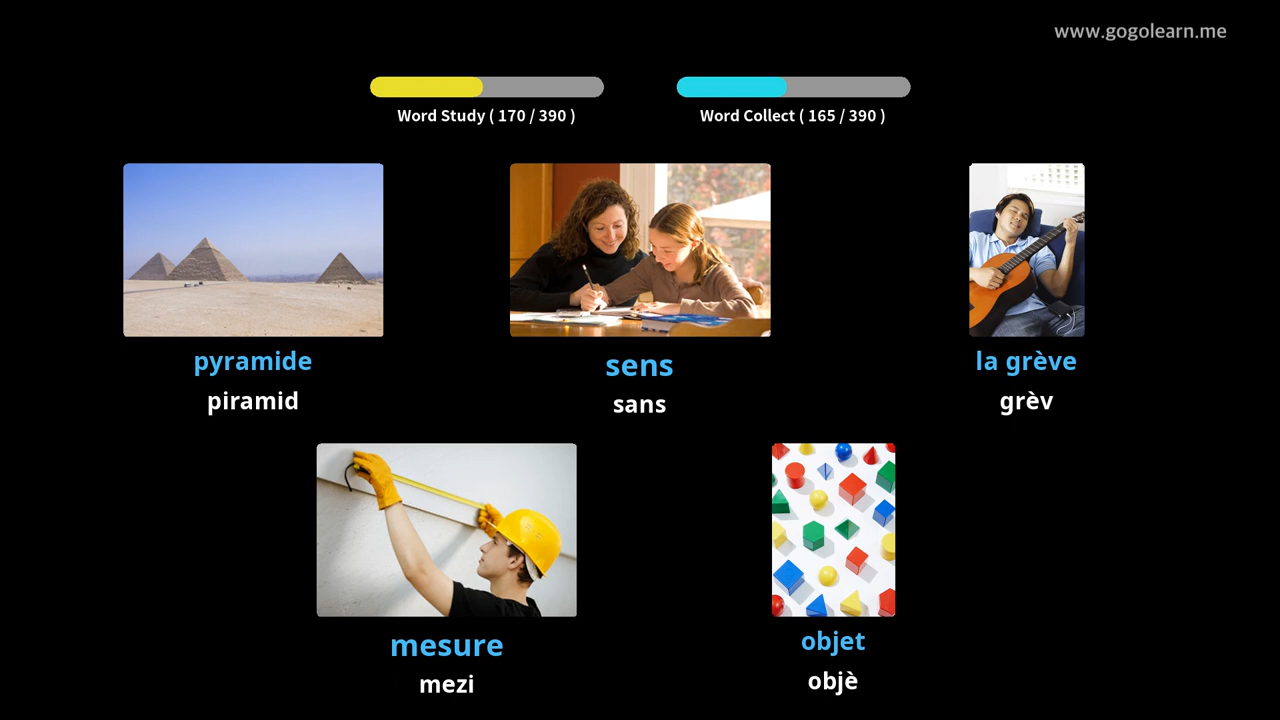 www.gogolearn.me
Word Study ( 170 / 390 )
Word Collect ( 165 / 390 )
pyramide
piramid
sens
sans
la grève
grèv
mesure
mezi
objet
objè